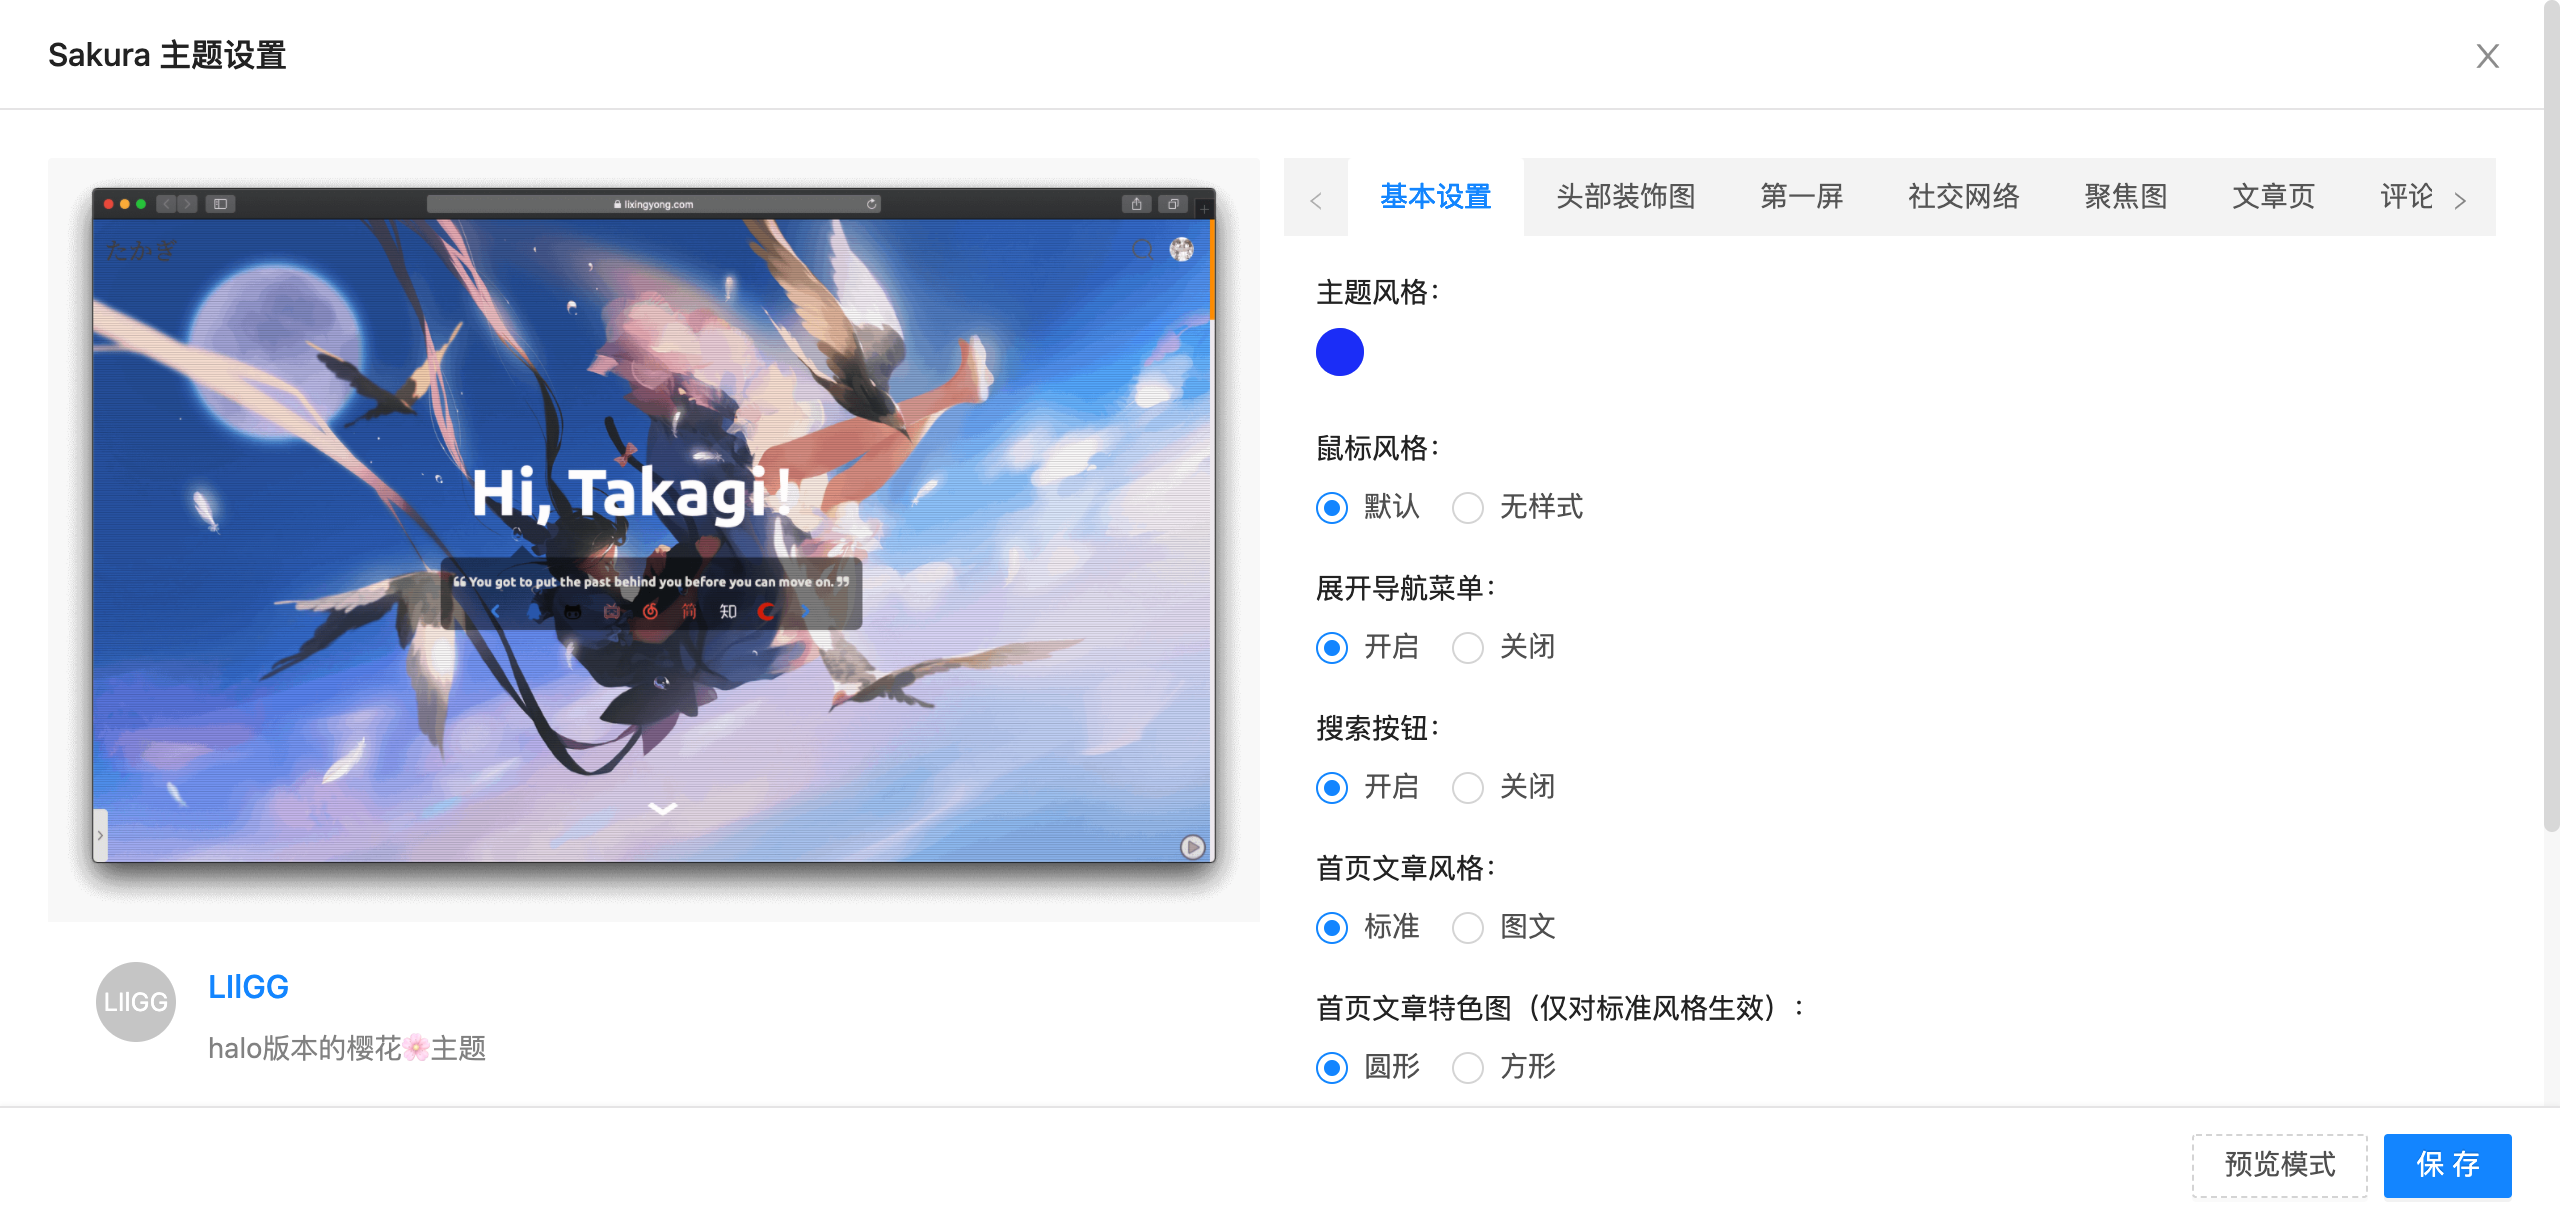 Sakura 主题设置
lixingyong.com
たかぎ
Hi, Takagi!
❝ You got to put the past behind you before you can move on. ❞
简 知
LIlGG
LIlGG
halo版本的樱花🌸主题
基本设置 头部装饰图 第一屏 社交网络 聚焦图 文章页 评论
主题风格：
鼠标风格：
默认 无样式
展开导航菜单：
开启 关闭
搜索按钮：
开启 关闭
首页文章风格：
标准 图文
首页文章特色图（仅对标准风格生效）：
圆形 方形
预览模式 保 存